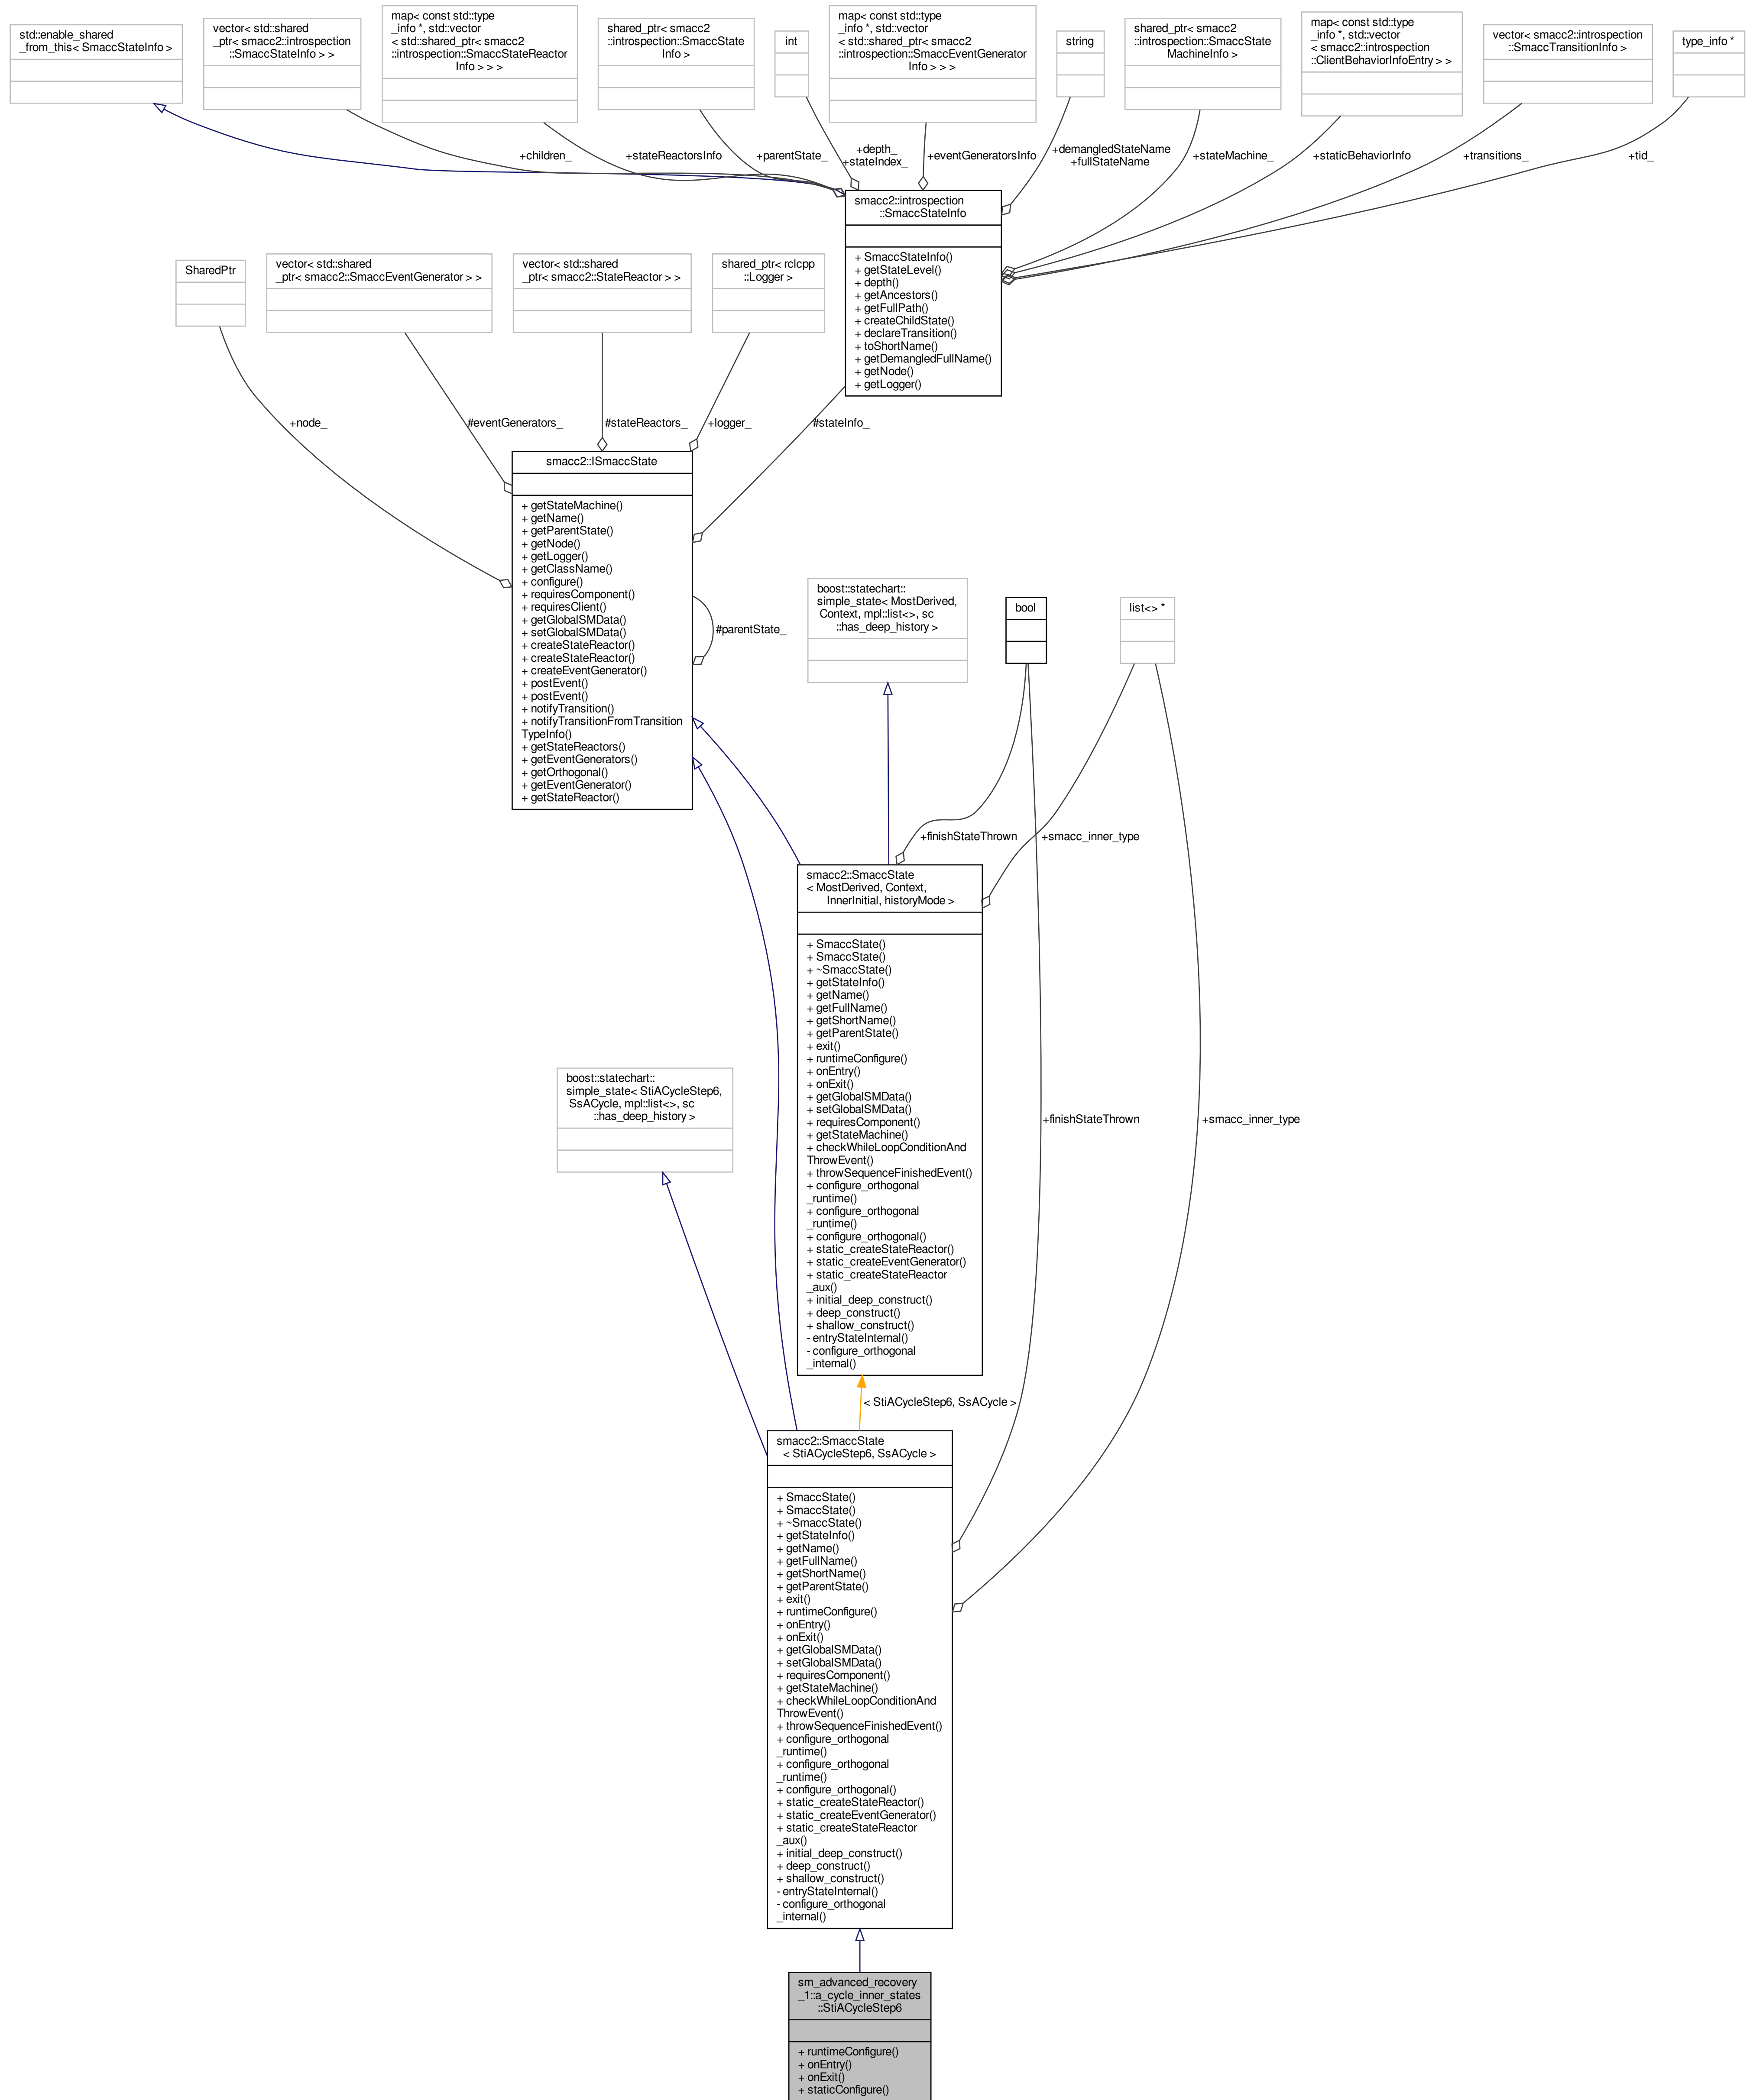 std::enable_shared
_from_this< SmaccStateInfo >
vector< std::shared
_ptr< smacc2::introspection
::SmaccStateInfo > >
map< const std::type
_info *, std::vector
< std::shared_ptr< smacc2
::introspection::SmaccStateReactor
Info > > >
shared_ptr< smacc2
::introspection::SmaccState
Info >
int
map< const std::type
_info *, std::vector
< std::shared_ptr< smacc2
::introspection::SmaccEventGenerator
Info > > >
string
shared_ptr< smacc2
::introspection::SmaccState
MachineInfo >
map< const std::type
_info *, std::vector
< smacc2::introspection
::ClientBehaviorInfoEntry > >
vector< smacc2::introspection
::SmaccTransitionInfo >
type_info *
+children_
+stateReactorsInfo
+parentState_
+depth_
+stateIndex_
+eventGeneratorsInfo
+demangledStateName
+fullStateName
+stateMachine_
+staticBehaviorInfo
+transitions_
+tid_
smacc2::introspection
::SmaccStateInfo
+ SmaccStateInfo()
+ getStateLevel()
+ depth()
+ getAncestors()
+ getFullPath()
+ createChildState()
+ declareTransition()
+ toShortName()
+ getDemangledFullName()
+ getNode()
+ getLogger()
SharedPtr
vector< std::shared
_ptr< smacc2::SmaccEventGenerator > >
vector< std::shared
_ptr< smacc2::StateReactor > >
shared_ptr< rclcpp
::Logger >
+node_
#eventGenerators_
#stateReactors_
+logger_
#stateInfo_
smacc2::ISmaccState
+ getStateMachine()
+ getName()
+ getParentState()
+ getNode()
+ getLogger()
+ getClassName()
+ configure()
+ requiresComponent()
+ requiresClient()
+ getGlobalSMData()
+ setGlobalSMData()
+ createStateReactor()
+ createStateReactor()
+ createEventGenerator()
+ postEvent()
+ postEvent()
+ notifyTransition()
+ notifyTransitionFromTransition
TypeInfo()
+ getStateReactors()
+ getEventGenerators()
+ getOrthogonal()
+ getEventGenerator()
+ getStateReactor()
#parentState_
boost::statechart::
simple_state< MostDerived,
Context, mpl::list<>, sc
::has_deep_history >
bool
list<> *
+finishStateThrown
+smacc_inner_type
smacc2::SmaccState
< MostDerived, Context,
InnerInitial, historyMode >
+ SmaccState()
+ SmaccState()
+ ~SmaccState()
+ getStateInfo()
+ getName()
+ getFullName()
+ getShortName()
+ getParentState()
+ exit()
+ runtimeConfigure()
+ onEntry()
+ onExit()
+ getGlobalSMData()
+ setGlobalSMData()
+ requiresComponent()
+ getStateMachine()
+ checkWhileLoopConditionAnd
ThrowEvent()
+ throwSequenceFinishedEvent()
+ configure_orthogonal
_runtime()
+ configure_orthogonal
_runtime()
+ configure_orthogonal()
+ static_createStateReactor()
+ static_createEventGenerator()
+ static_createStateReactor
_aux()
+ initial_deep_construct()
+ deep_construct()
+ shallow_construct()
- entryStateInternal()
- configure_orthogonal
_internal()
boost::statechart::
simple_state< StiACycleStep6,
SsACycle, mpl::list<>, sc
::has_deep_history >
+finishStateThrown
+smacc_inner_type
< StiACycleStep6, SsACycle >
smacc2::SmaccState
< StiACycleStep6, SsACycle >
+ SmaccState()
+ SmaccState()
+ ~SmaccState()
+ getStateInfo()
+ getName()
+ getFullName()
+ getShortName()
+ getParentState()
+ exit()
+ runtimeConfigure()
+ onEntry()
+ onExit()
+ getGlobalSMData()
+ setGlobalSMData()
+ requiresComponent()
+ getStateMachine()
+ checkWhileLoopConditionAnd
ThrowEvent()
+ throwSequenceFinishedEvent()
+ configure_orthogonal
_runtime()
+ configure_orthogonal
_runtime()
+ configure_orthogonal()
+ static_createStateReactor()
+ static_createEventGenerator()
+ static_createStateReactor
_aux()
+ initial_deep_construct()
+ deep_construct()
+ shallow_construct()
- entryStateInternal()
- configure_orthogonal
_internal()
sm_advanced_recovery
_1::a_cycle_inner_states
::StiACycleStep6
+ runtimeConfigure()
+ onEntry()
+ onExit()
+ staticConfigure()